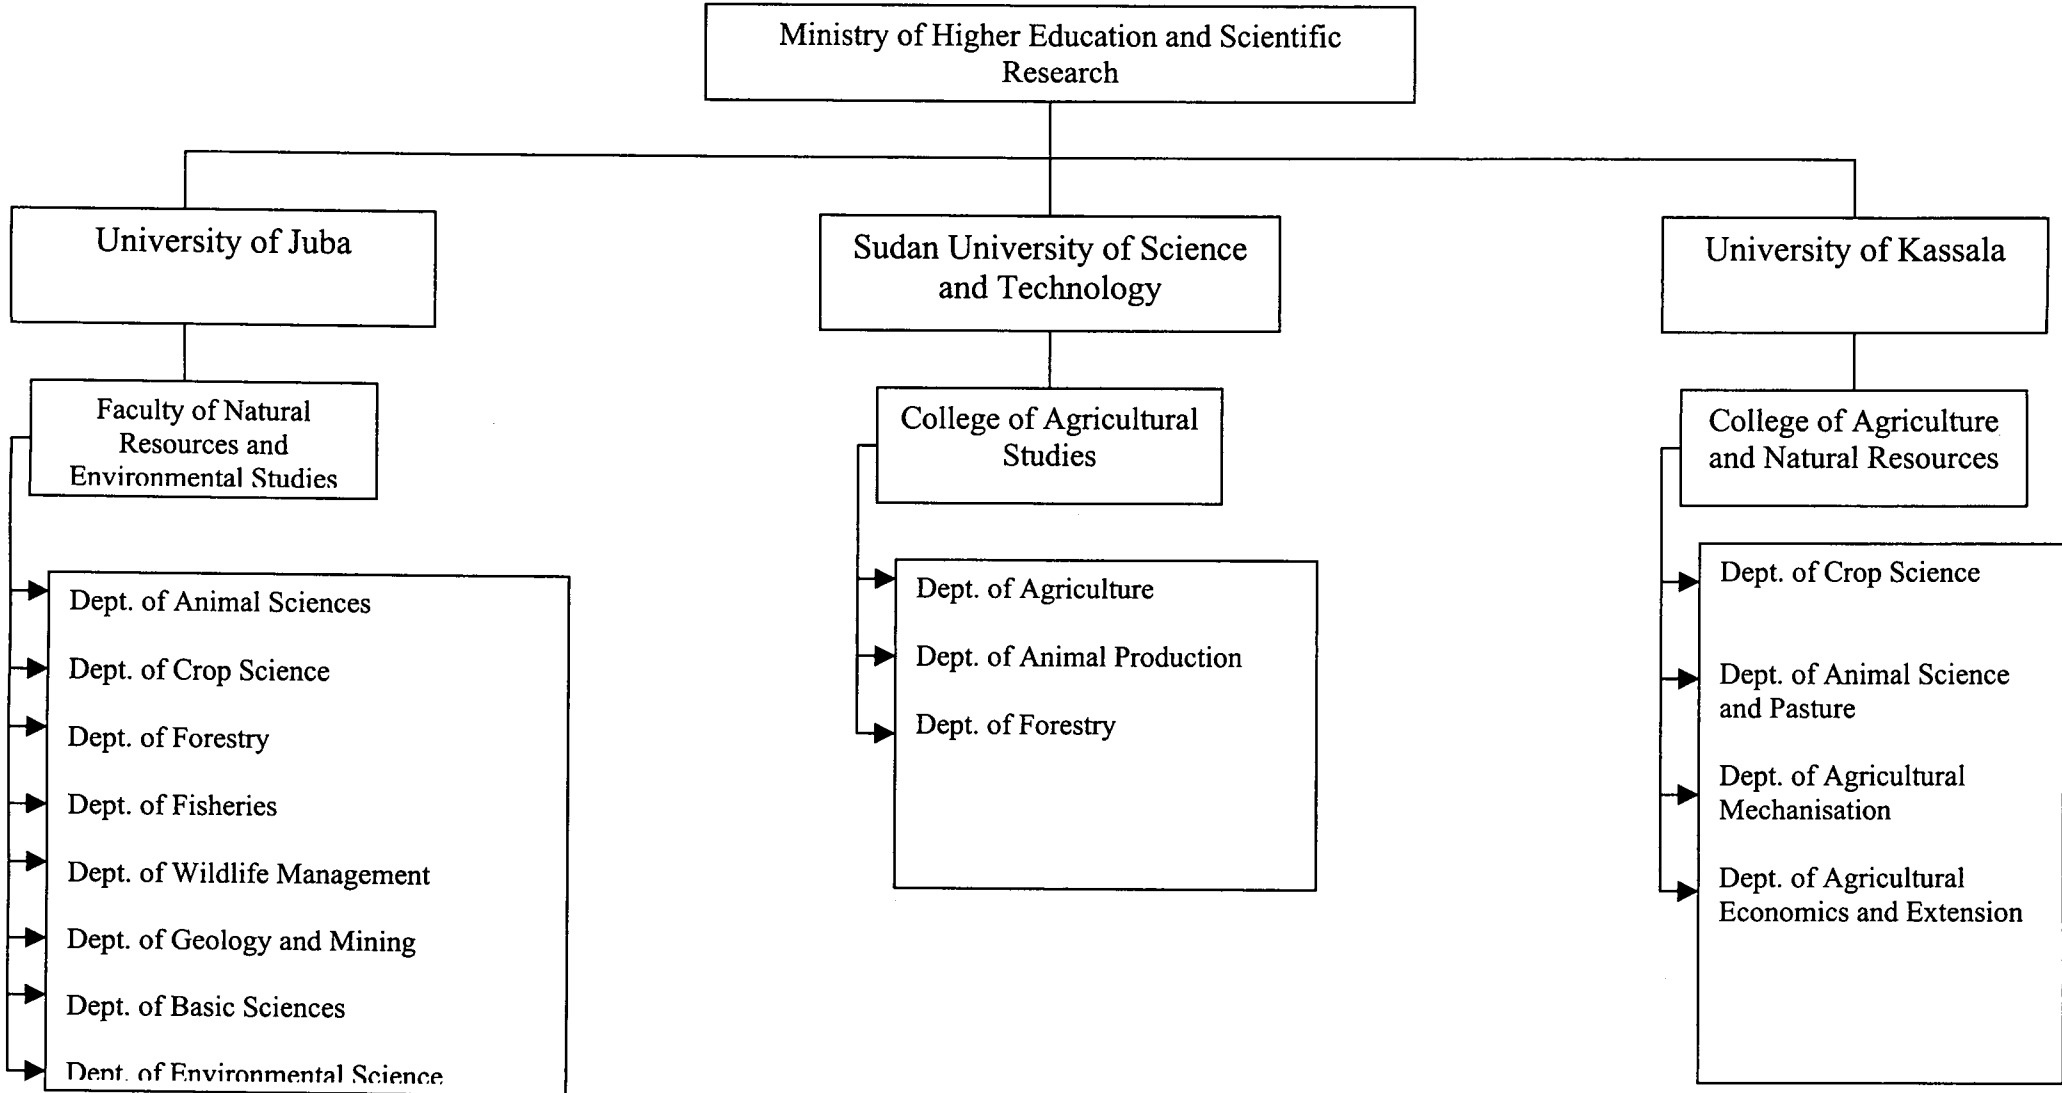 Ministry of Higher Education and Scientific
Research
University of Juba
Sudan University of Science
and Technology
University of Kassala
Faculty of Natural
Resources and
Environmental Studies
College of Agricultural
Studies
College of Agriculture
and Natural Resources
Dept. of Animal Sciences
Dept. of Crop Science
Dept. of Forestry
Dept. of Fisheries
Dept. of Wildlife Management
Dept. of Geology and Mining
Dept. of Basic Sciences
Dept. of Environmental Science
Dept. of Agriculture
Dept. of Animal Production
Dept. of Forestry
Dept. of Crop Science
Dept. of Animal Science
and Pasture
Dept. of Agricultural
Mechanisation
Dept. of Agricultural
Economics and Extension